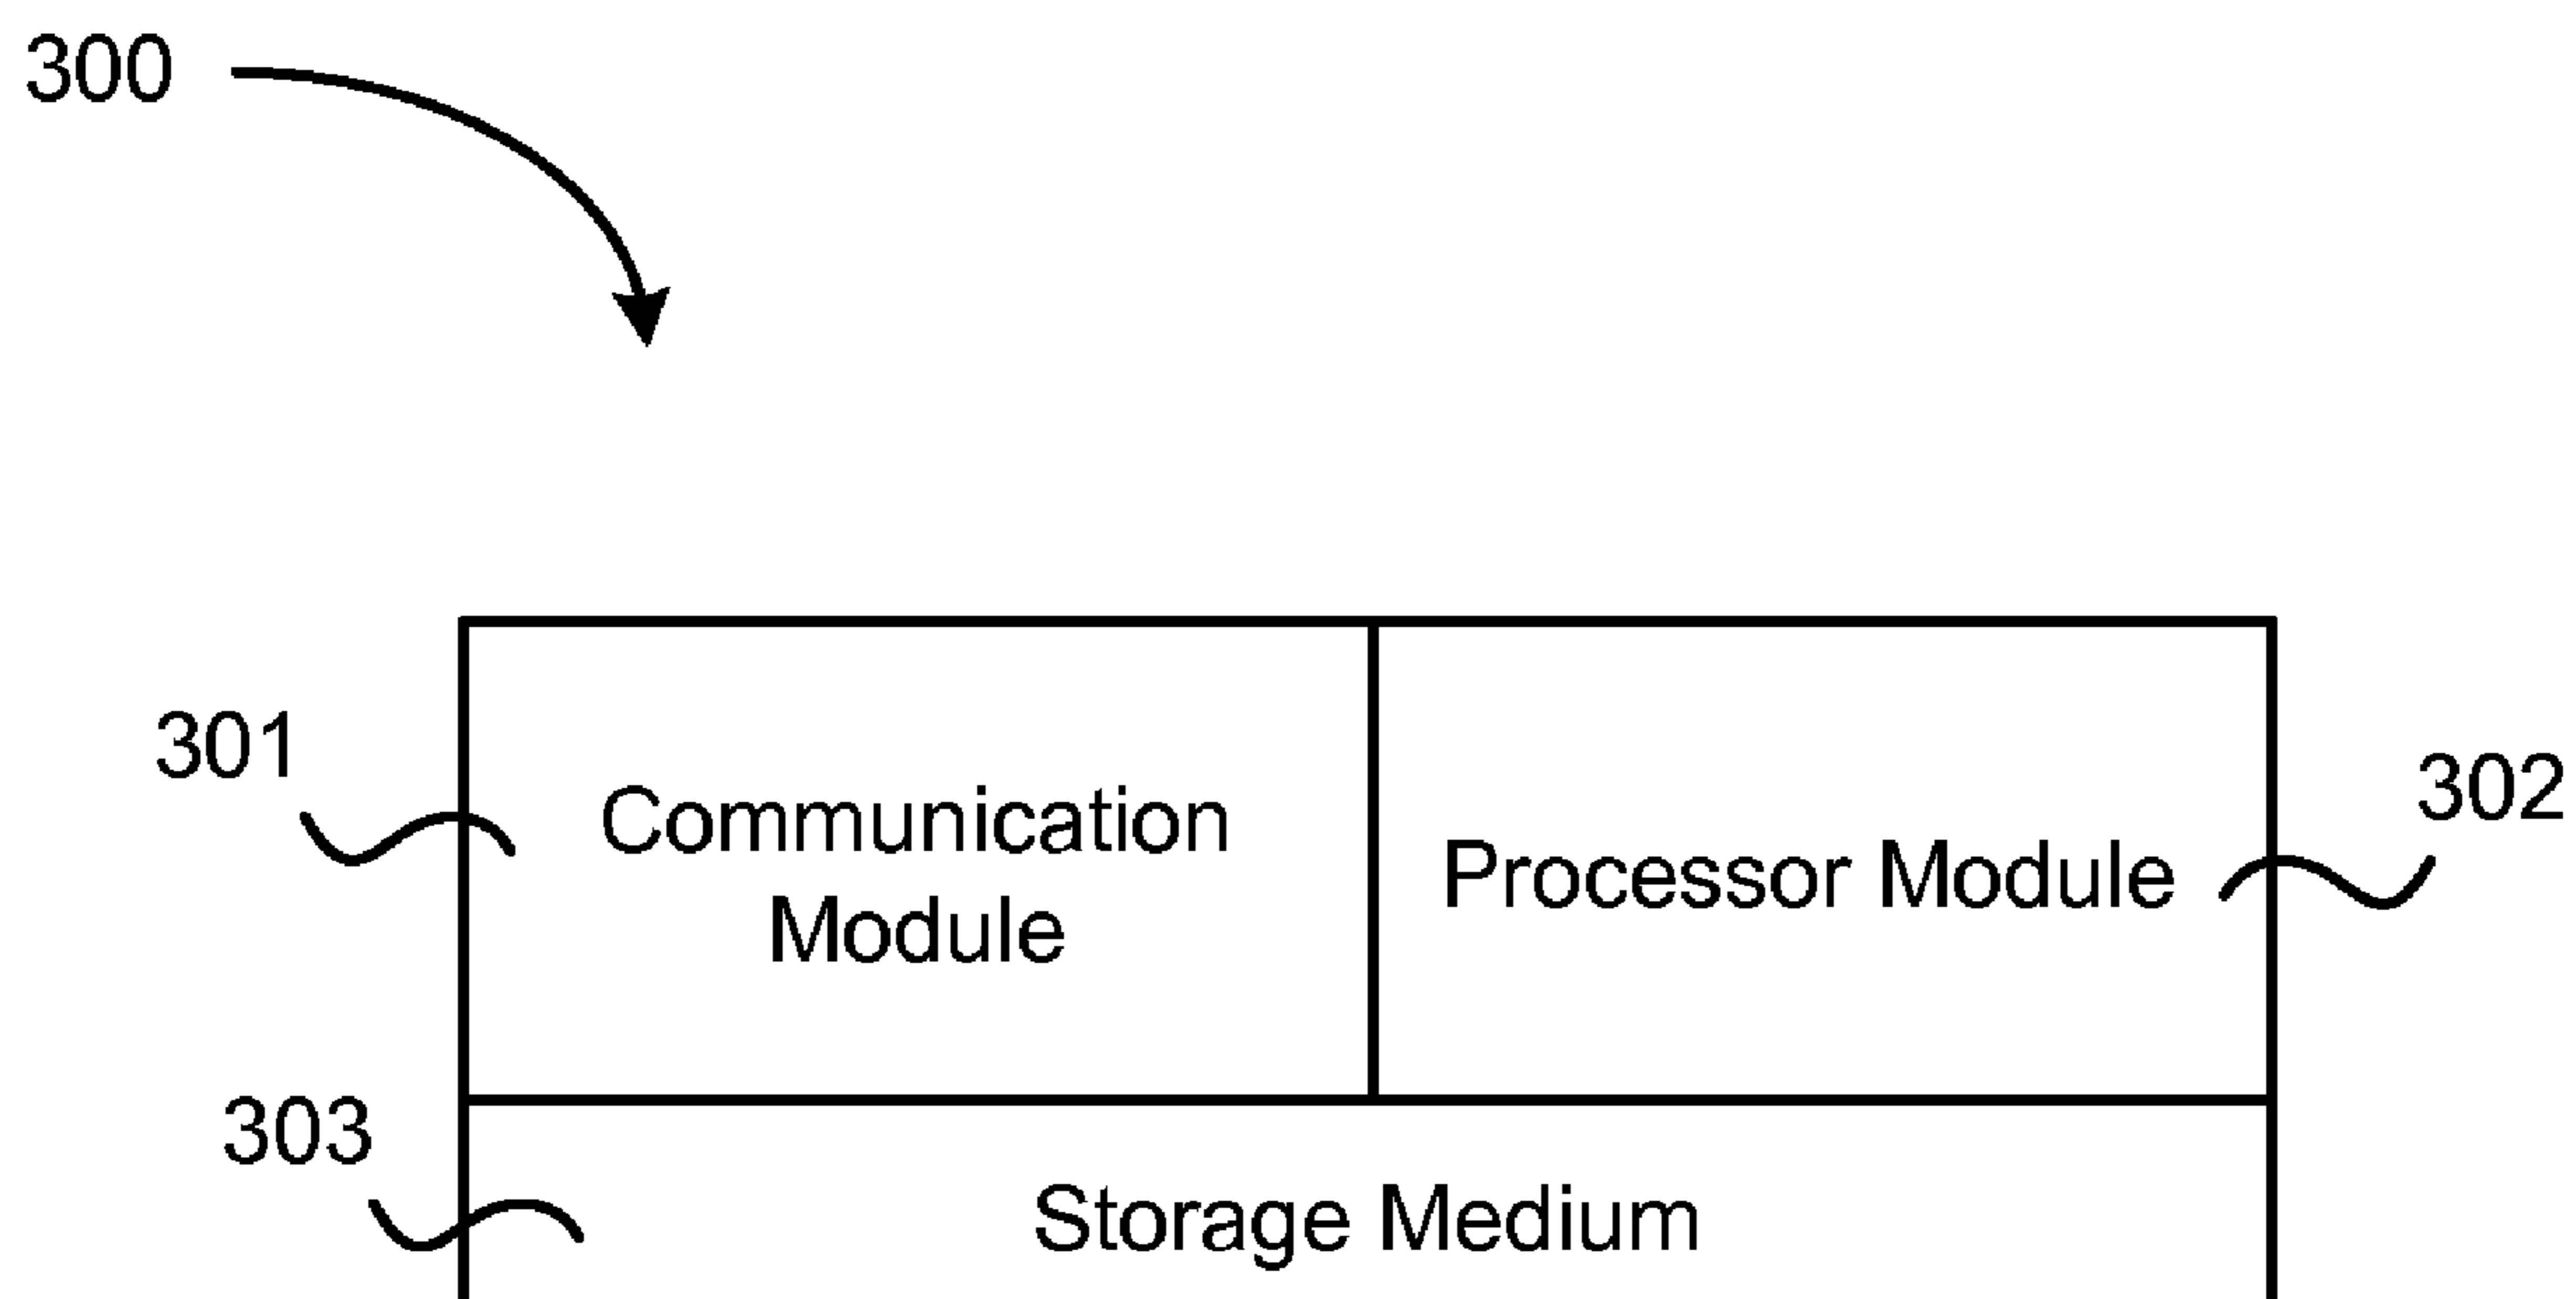 300
301
Communication
Module
302
Processor Module
303
Storage Medium